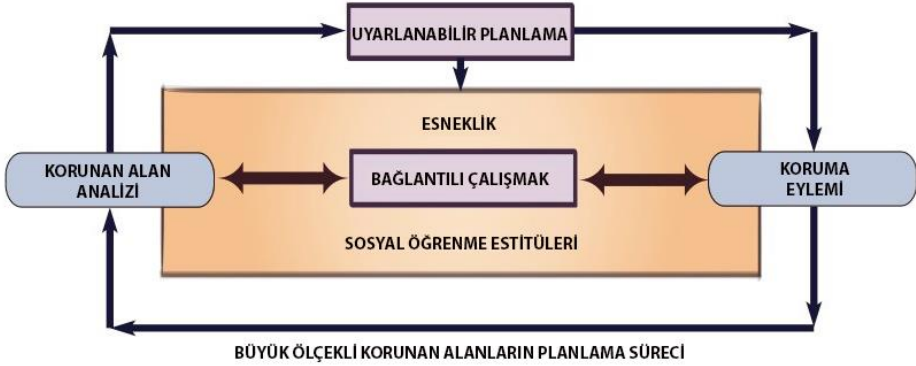 UYARLANABİLİR PLANLAMA
ESNEKLİK
KORUNAN ALAN
ANALİZİ
BAĞLANTILI ÇALIŞMAK
KORUMA
EYLEMİ
SOSYAL ÖĞRENME ESTİTÜLERİ
BÜYÜK ÖLÇEKLİ KORUNAN ALANLARIN PLANLAMA SÜRECİ